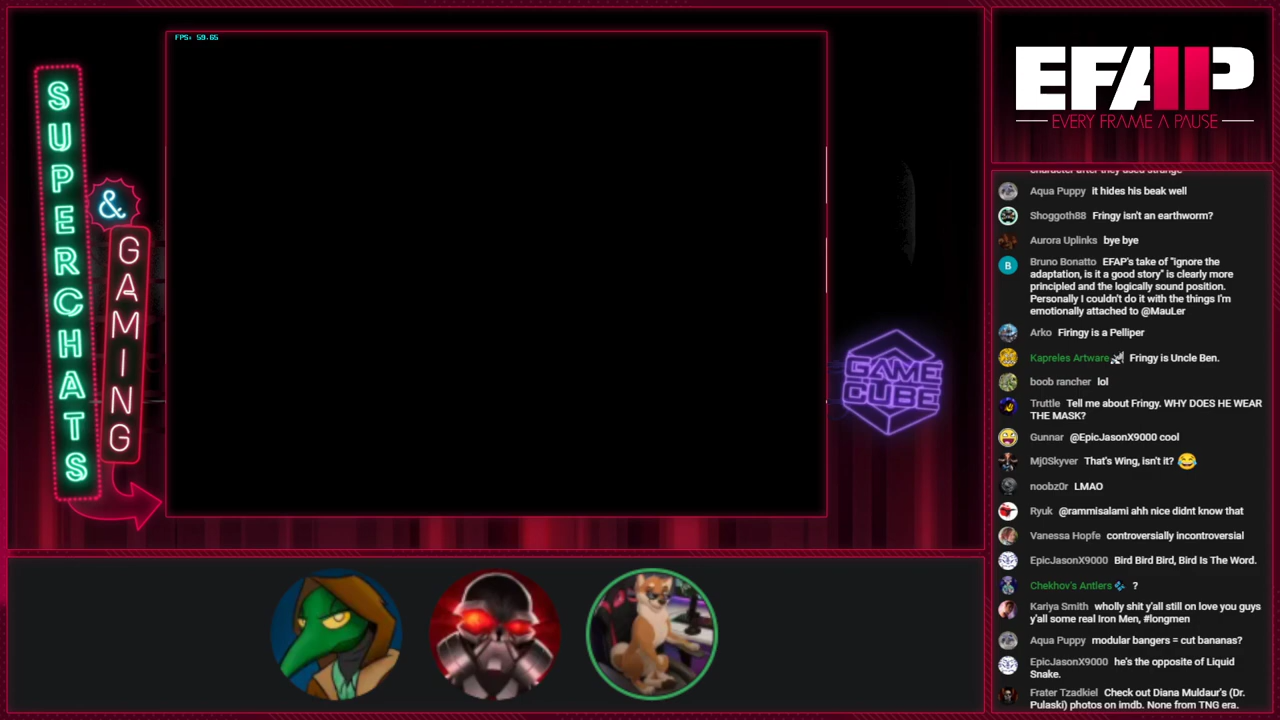 FPS: 59.65
SUPERCHATS
&
GAMING
GAME
CUBE
EFAP
EVERY FRAME A PAUSE
character after they used strange
Aqua Puppy it hides his beak well
Shoggoth88 Fringy isn't an earthworm?
Aurora Uplinks bye bye
B
Bruno Bonatto EFAP's take of "ignore the
adaptation, is it a good story" is clearly more
principled and the logically sound position.
Personally I couldn't do it with the things I'm
emotionally attached to @MauLer
Arko Firingy is a Pelliper
Kapreles Artware Fringy is Uncle Ben.
boob rancher lol
Truttle Tell me about Fringy. WHY DOES HE WEAR
THE MASK?
Gunnar @EpicJasonX9000 cool
Mj0Skyver That's Wing, isn't it? 😂
noobz0r LMAO
Ryuk @rammisalami ahh nice didnt know that
Vanessa Hopfe controversially incontroversial
EpicJasonX9000 Bird Bird Bird, Bird Is The Word.
Chekhov's Antlers ?
Kariya Smith wholly shit y'all still on love you guys
y'all some real Iron Men, #longmen
Aqua Puppy modular bangers = cut bananas?
EpicJasonX9000 he's the opposite of Liquid
Snake.
Frater Tzadkiel Check out Diana Muldaur's (Dr.
Pulaski) photos on imdb. None from TNG era.